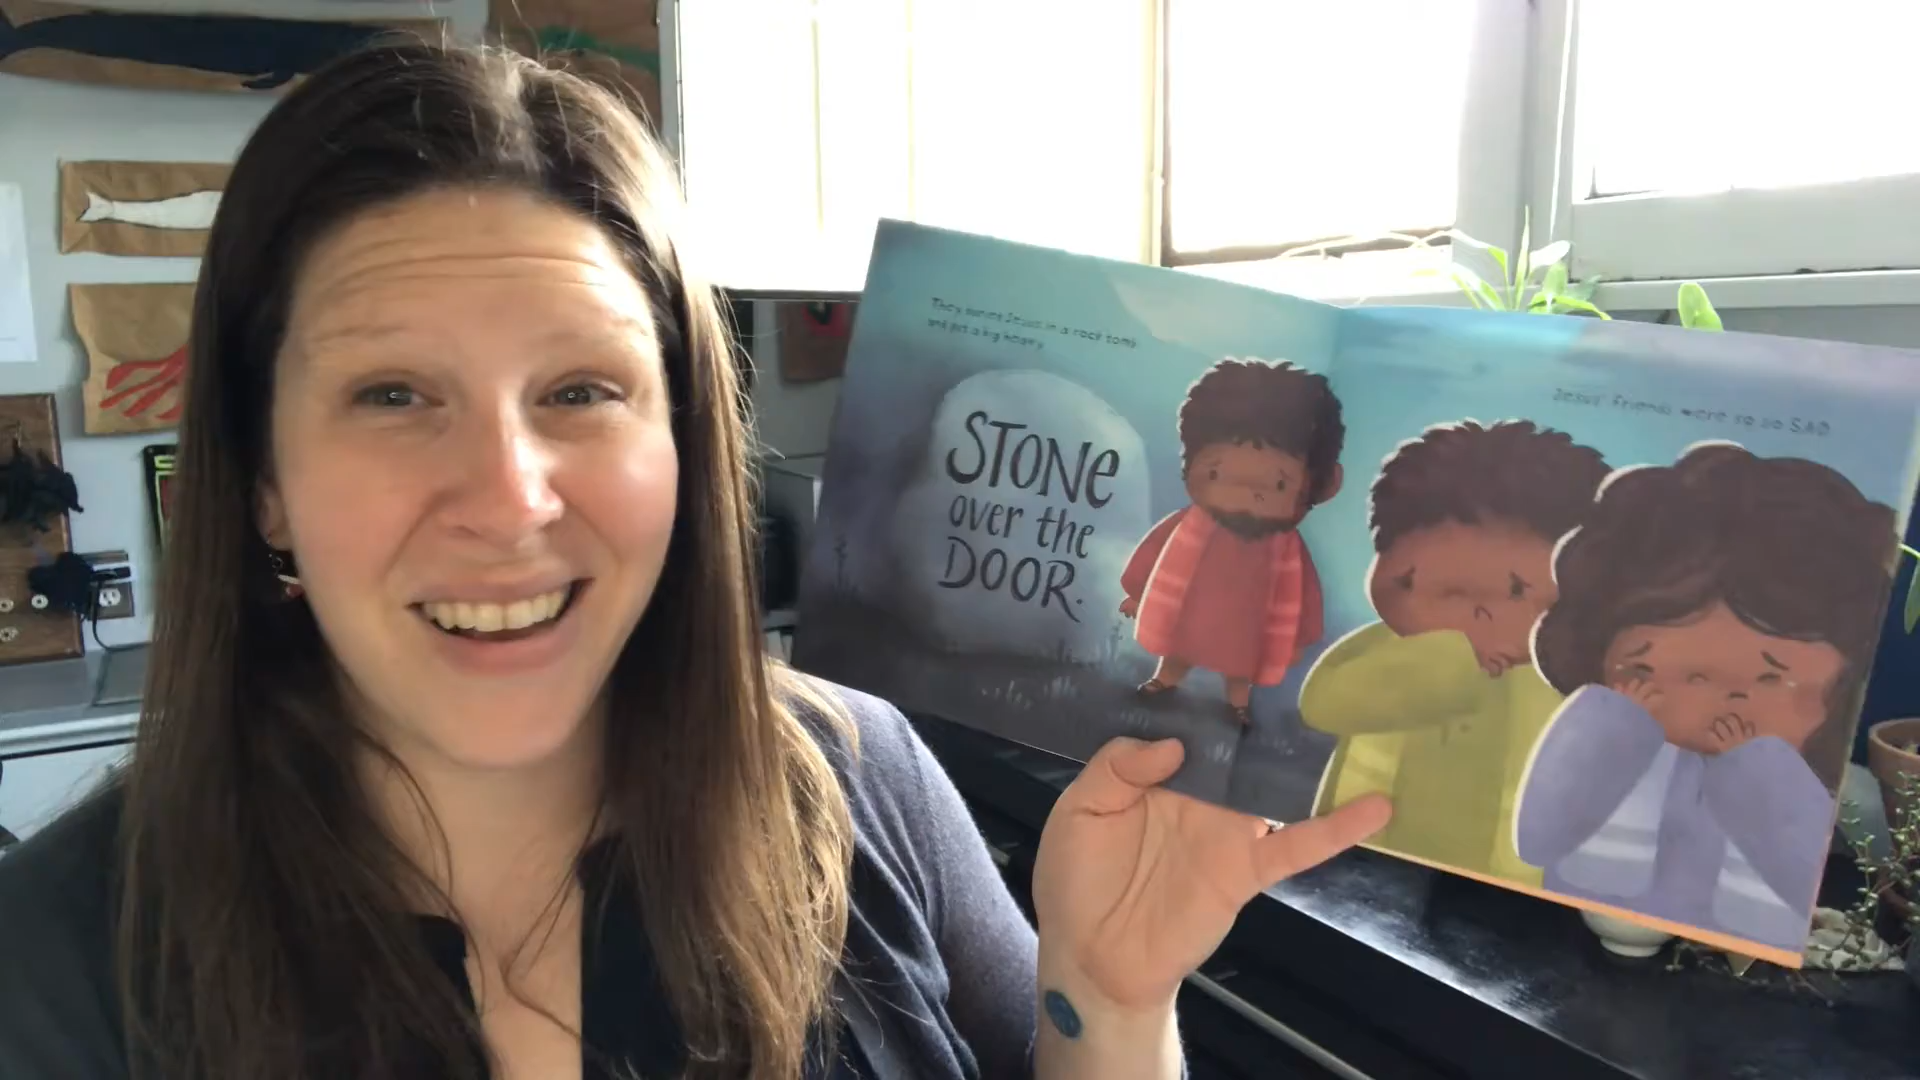 They buried Jesus in a rock tomb
and put a big heavy
STONE
over the
DOOR.
Jesus' friends were so so SAD